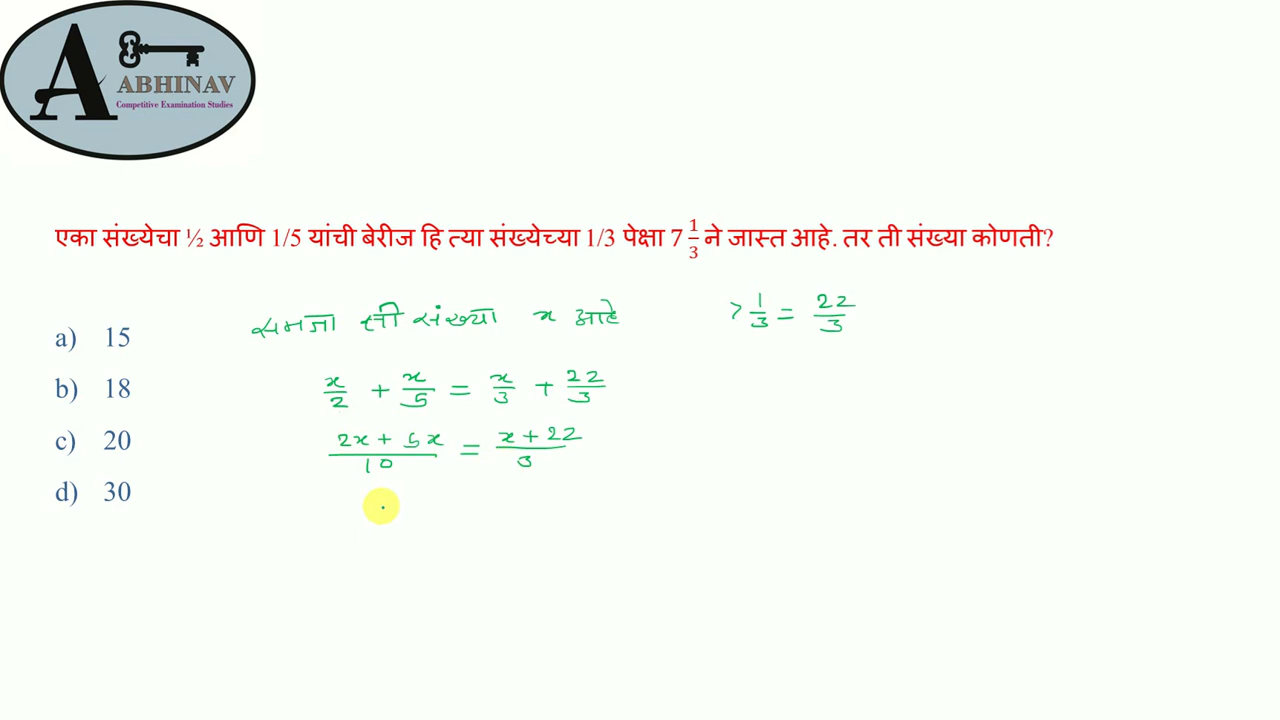 ABHINAV
Competitive Examination Studies
एका संख्येचा ½ आणि 1/5 यांची बेरीज हि त्या संख्येच्या 1/3 पेक्षा 7 1/3 ने जास्त आहे. तर ती संख्या कोणती?
समजा ती संख्या x आहे 7 1/3 = 22/3
a) 15
b) 18
c) 20
d) 30
x/2 + x/5 = x/3 + 22/3
2x + 5x/10 = x + 22/3